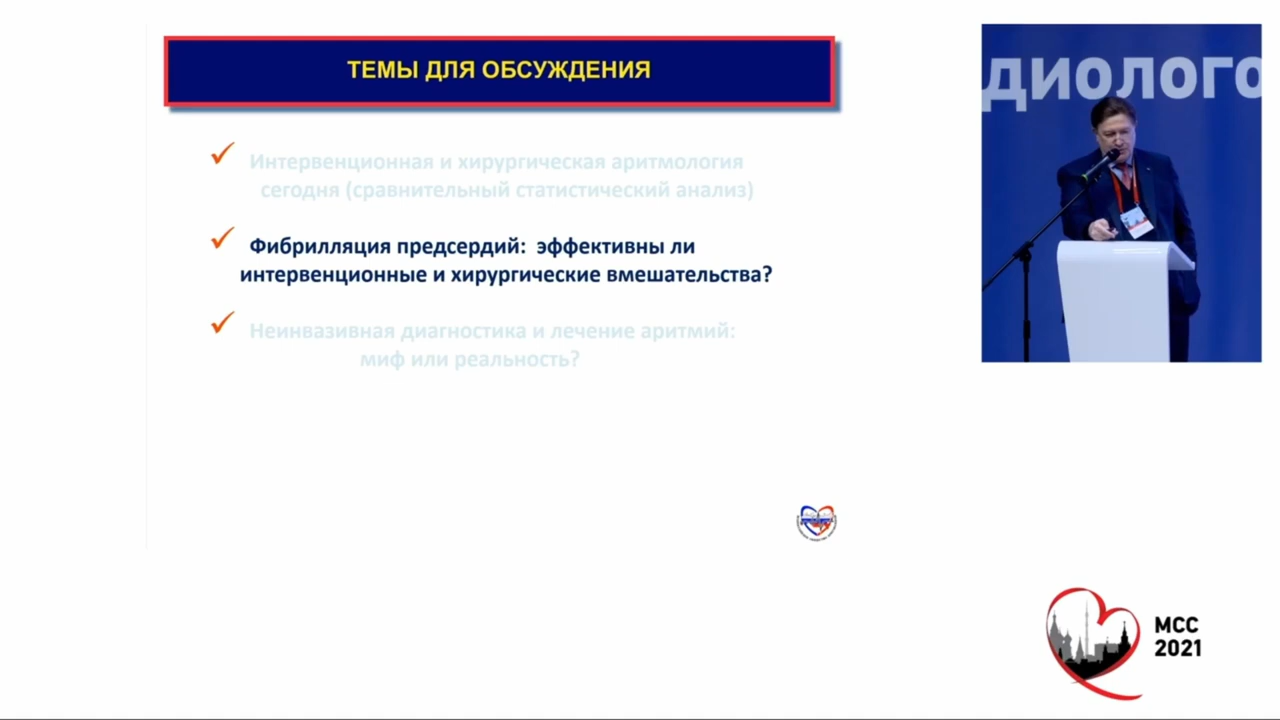 ТЕМЫ ДЛЯ ОБСУЖДЕНИЯ
Интервенционная и хирургическая аритмология
сегодня (сравнительный статистический анализ)
Фибрилляция предсердий: эффективны ли
интервенционные и хирургические вмешательства?
Неинвазивная диагностика и лечение аритмий:
миф или реальность?
ДИОЛОГО
МСС
2021